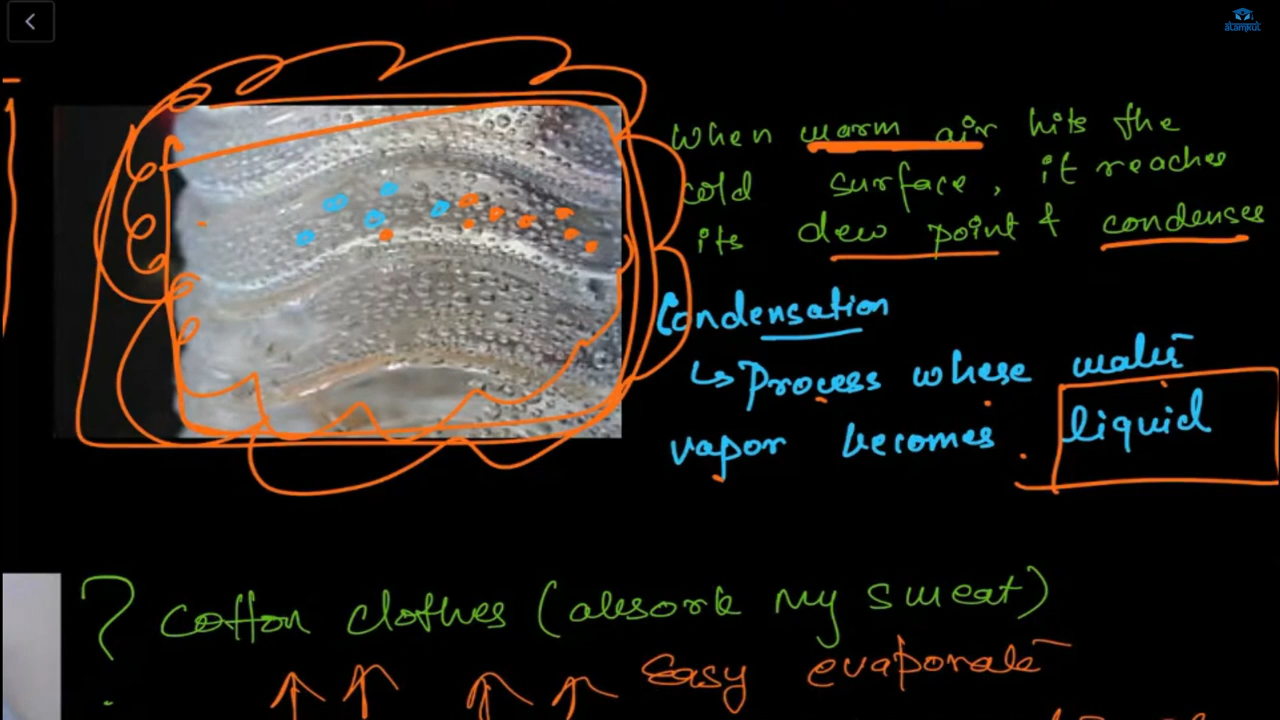 atamkul
When warm air hits the
cold surface, it reaches
its dew point & condenses
Condensation
↳ Process where water
vapor becomes liquid
? Cotton clothes (absorb my sweat)
↑ ↑ ↑ ↑ Easy evaporate